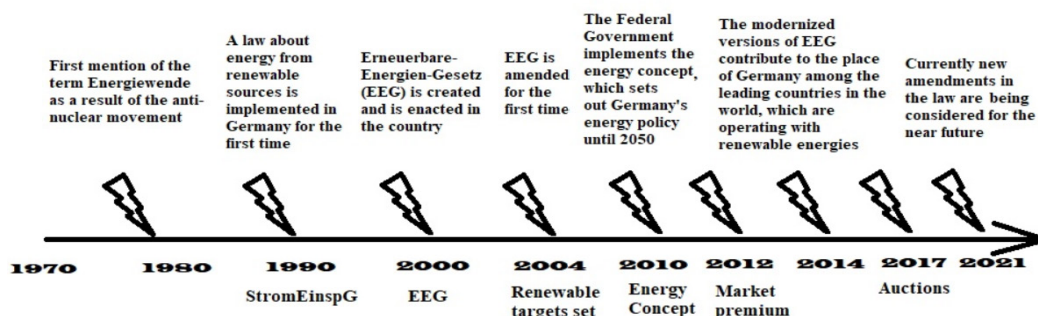 First mention of the
term Energiewende
as a result of the anti-
nuclear movement
A law about
energy from
renewable
sources is
implemented in
Germany for the
first time
Erneuerbare-
Energien-Gesetz
(EEG) is created
and is enacted in
the country
EEG is
amended
for the
first time
The Federal
Government
implements the
energy concept,
which sets
out Germany's
energy policy
until 2050
The modernized
versions of EEG
contribute to the place
of Germany among the
leading countries in the
world, which are
operating with
renewable energies
Currently new
amendments in
the law are being
considered for the
near future
1970 1980 1990 2000 2004 2010 2012 2014 2017 2021
StromEinspG
EEG
Renewable
targets set
Energy
Concept
Market
premium
Auctions